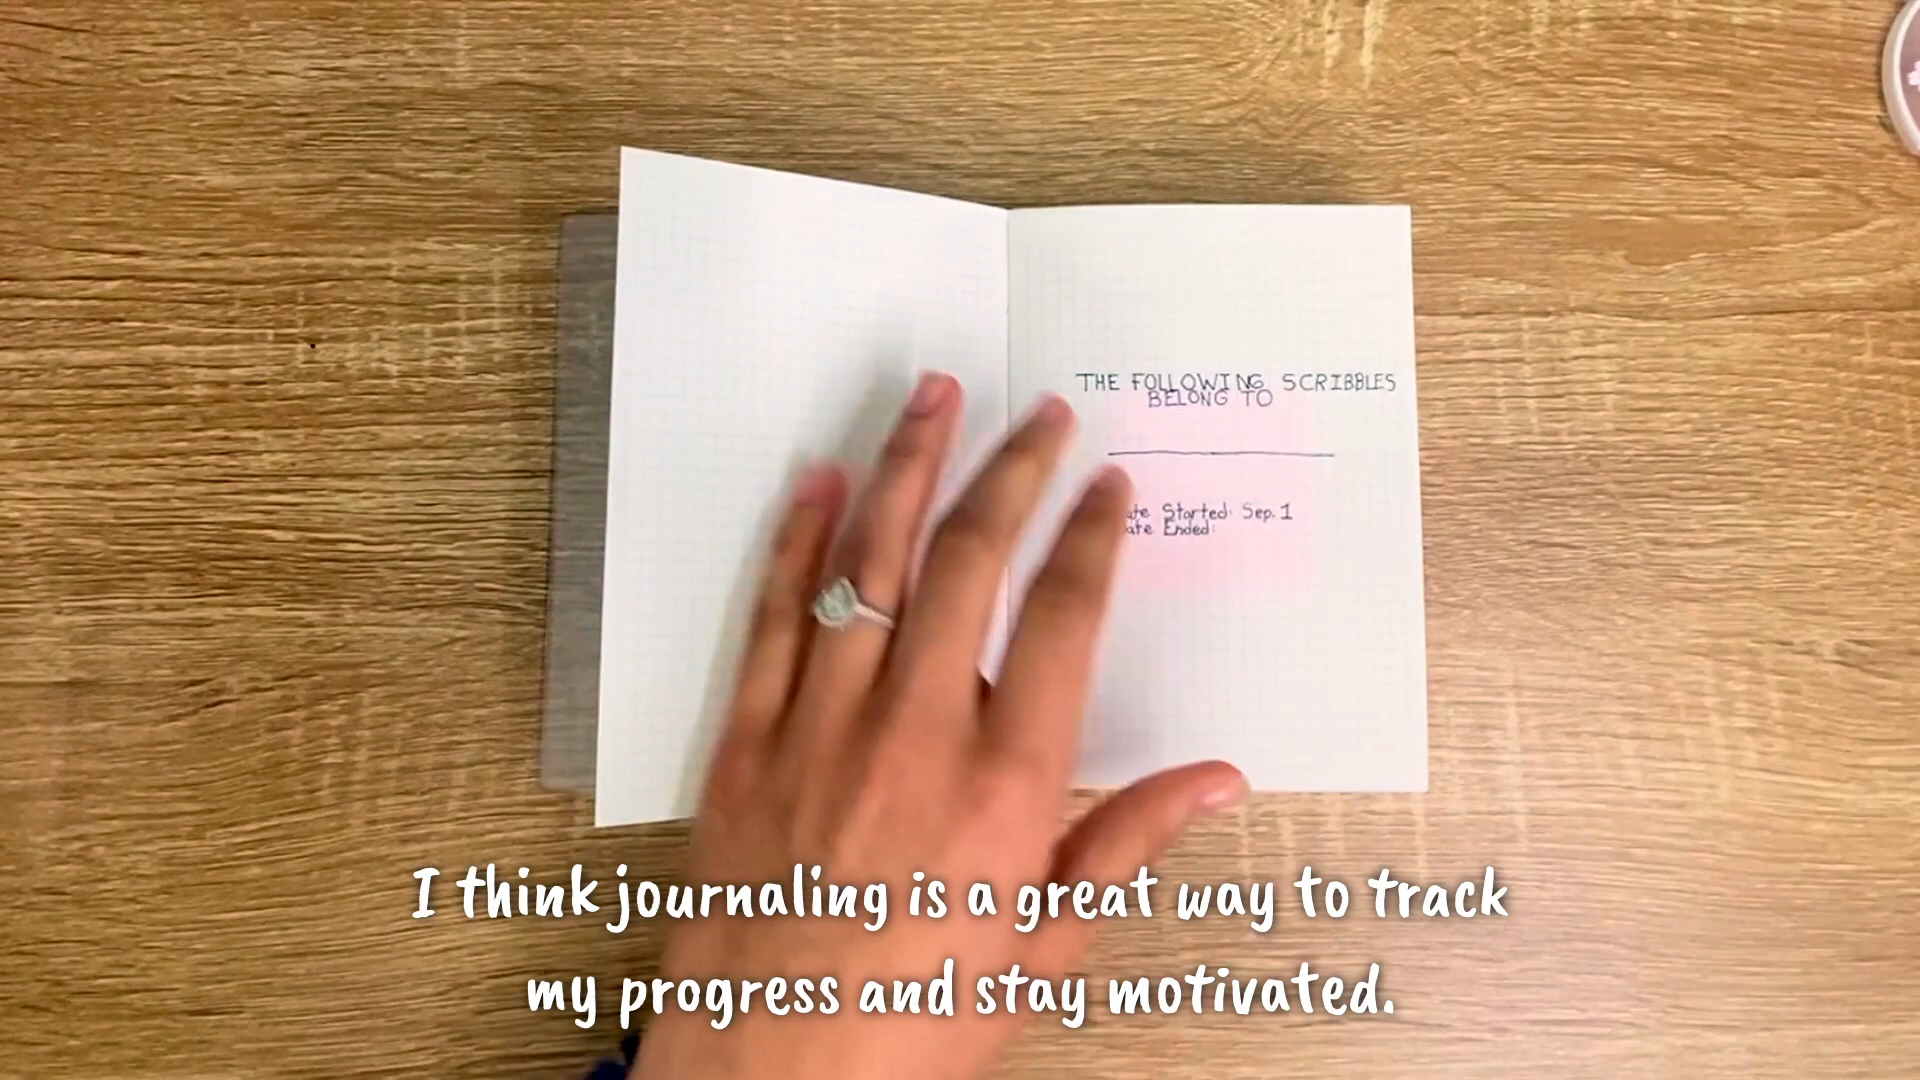 THE FOLLOWING SCRIBBLES
BELONG TO
Started: Sep. 1
Ended:
I think journaling is a great way to track
my progress and stay motivated.